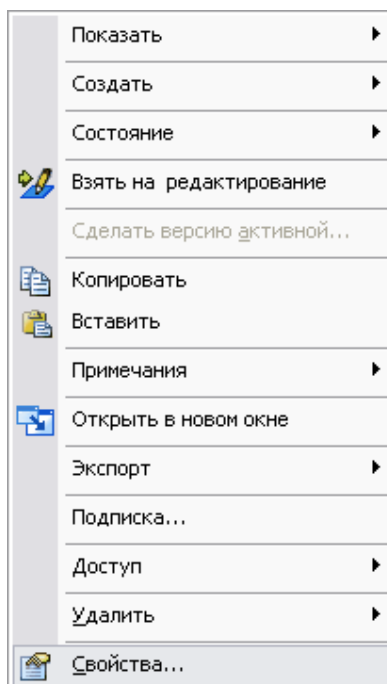 Показать
Создать
Состояние
Взять на редактирование
Сделать версию активной...
Копировать
Вставить
Примечания
Открыть в новом окне
Экспорт
Подписка...
Доступ
Удалить
Свойства...